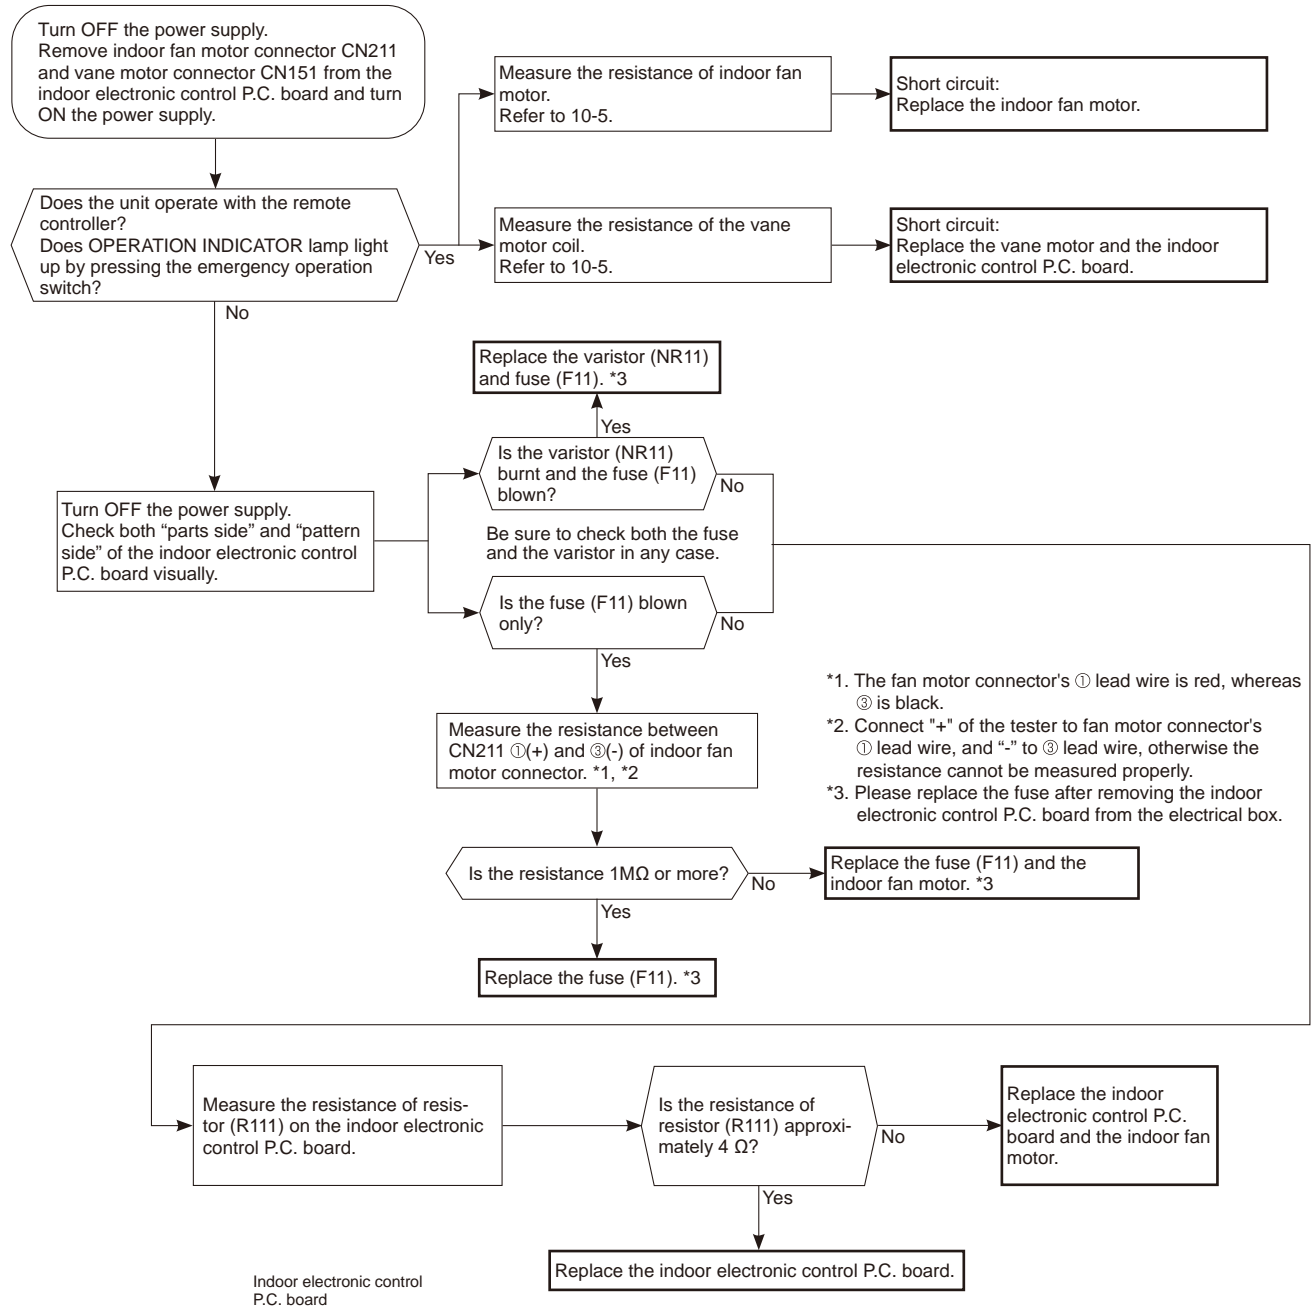 Turn OFF the power supply.
Remove indoor fan motor connector CN211
and vane motor connector CN151 from the
indoor electronic control P.C. board and turn
ON the power supply.
Measure the resistance of indoor fan
motor.
Refer to 10-5.
Short circuit:
Replace the indoor fan motor.
Does the unit operate with the remote
controller?
Does OPERATION INDICATOR lamp light
up by pressing the emergency operation
switch?
Yes
Measure the resistance of the vane
motor coil.
Refer to 10-5.
Short circuit:
Replace the vane motor and the indoor
electronic control P.C. board.
No
Replace the varistor (NR11)
and fuse (F11). *3
Yes
Is the varistor (NR11)
burnt and the fuse (F11)
blown?
No
Turn OFF the power supply.
Check both “parts side” and “pattern
side” of the indoor electronic control
P.C. board visually.
Be sure to check both the fuse
and the varistor in any case.
Is the fuse (F11) blown
only?
No
Yes
*1. The fan motor connector's ① lead wire is red, whereas
③ is black.
*2. Connect "+" of the tester to fan motor connector's
① lead wire, and “-” to ③ lead wire, otherwise the
resistance cannot be measured properly.
*3. Please replace the fuse after removing the indoor
electronic control P.C. board from the electrical box.
Measure the resistance between
CN211 ①(+) and ③(-) of indoor fan
motor connector. *1, *2
Is the resistance 1MΩ or more?
No
Replace the fuse (F11) and the
indoor fan motor. *3
Yes
Replace the fuse (F11). *3
Measure the resistance of resis-
tor (R111) on the indoor electronic
control P.C. board.
Is the resistance of
resistor (R111) approxi-
mately 4 Ω?
No
Replace the indoor
electronic control P.C.
board and the indoor fan
motor.
Yes
Replace the indoor electronic control P.C. board.
Indoor electronic control
P.C. board